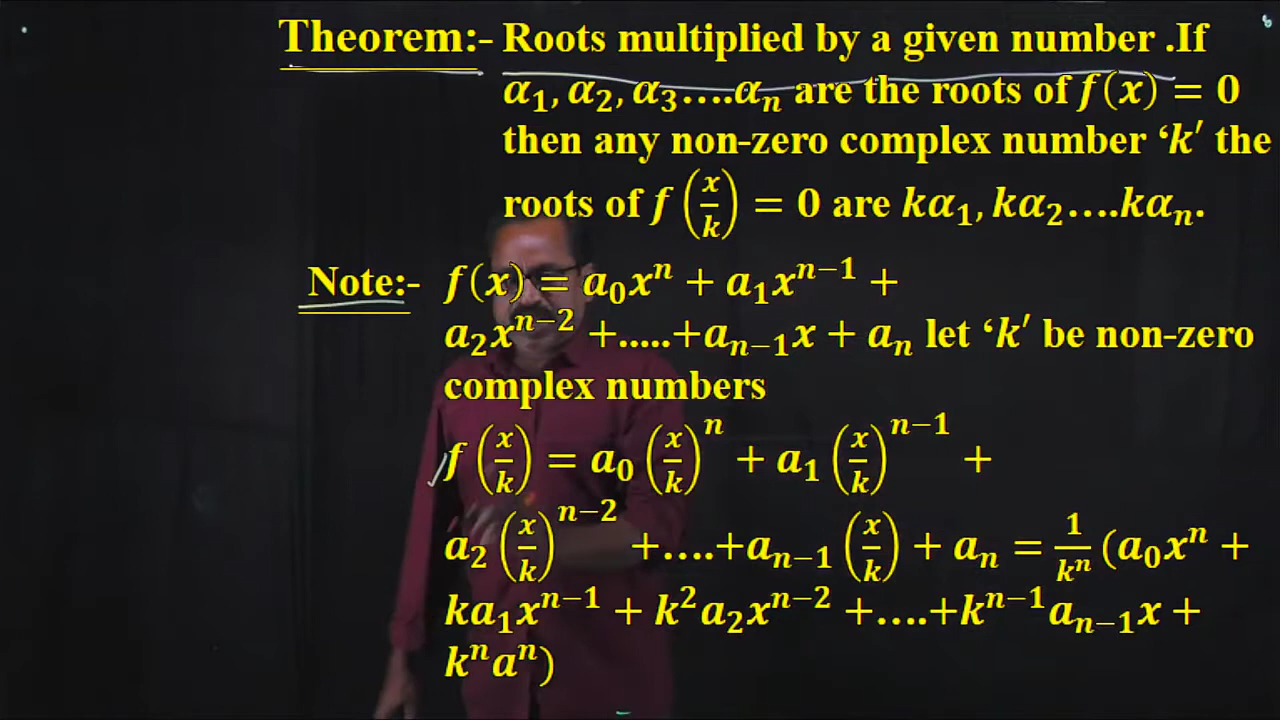 Theorem:- Roots multiplied by a given number .If
α₁, α₂, α₃….αₙ are the roots of f(x) = 0
then any non-zero complex number ‘k′ the
roots of f(x/k) = 0 are kα₁, kα₂….kαₙ.
Note:- f(x) = a₀xⁿ + a₁xⁿ⁻¹ +
a₂xⁿ⁻² +.....+aₙ₋₁x + aₙ let ‘k′ be non-zero
complex numbers
f(x/k) = a₀(x/k)ⁿ + a₁(x/k)ⁿ⁻¹ +
a₂(x/k)ⁿ⁻² +….+aₙ₋₁(x/k) + aₙ = 1/kⁿ (a₀xⁿ +
ka₁xⁿ⁻¹ + k²a₂xⁿ⁻² +….+kⁿ⁻¹aₙ₋₁x +
kⁿaⁿ)